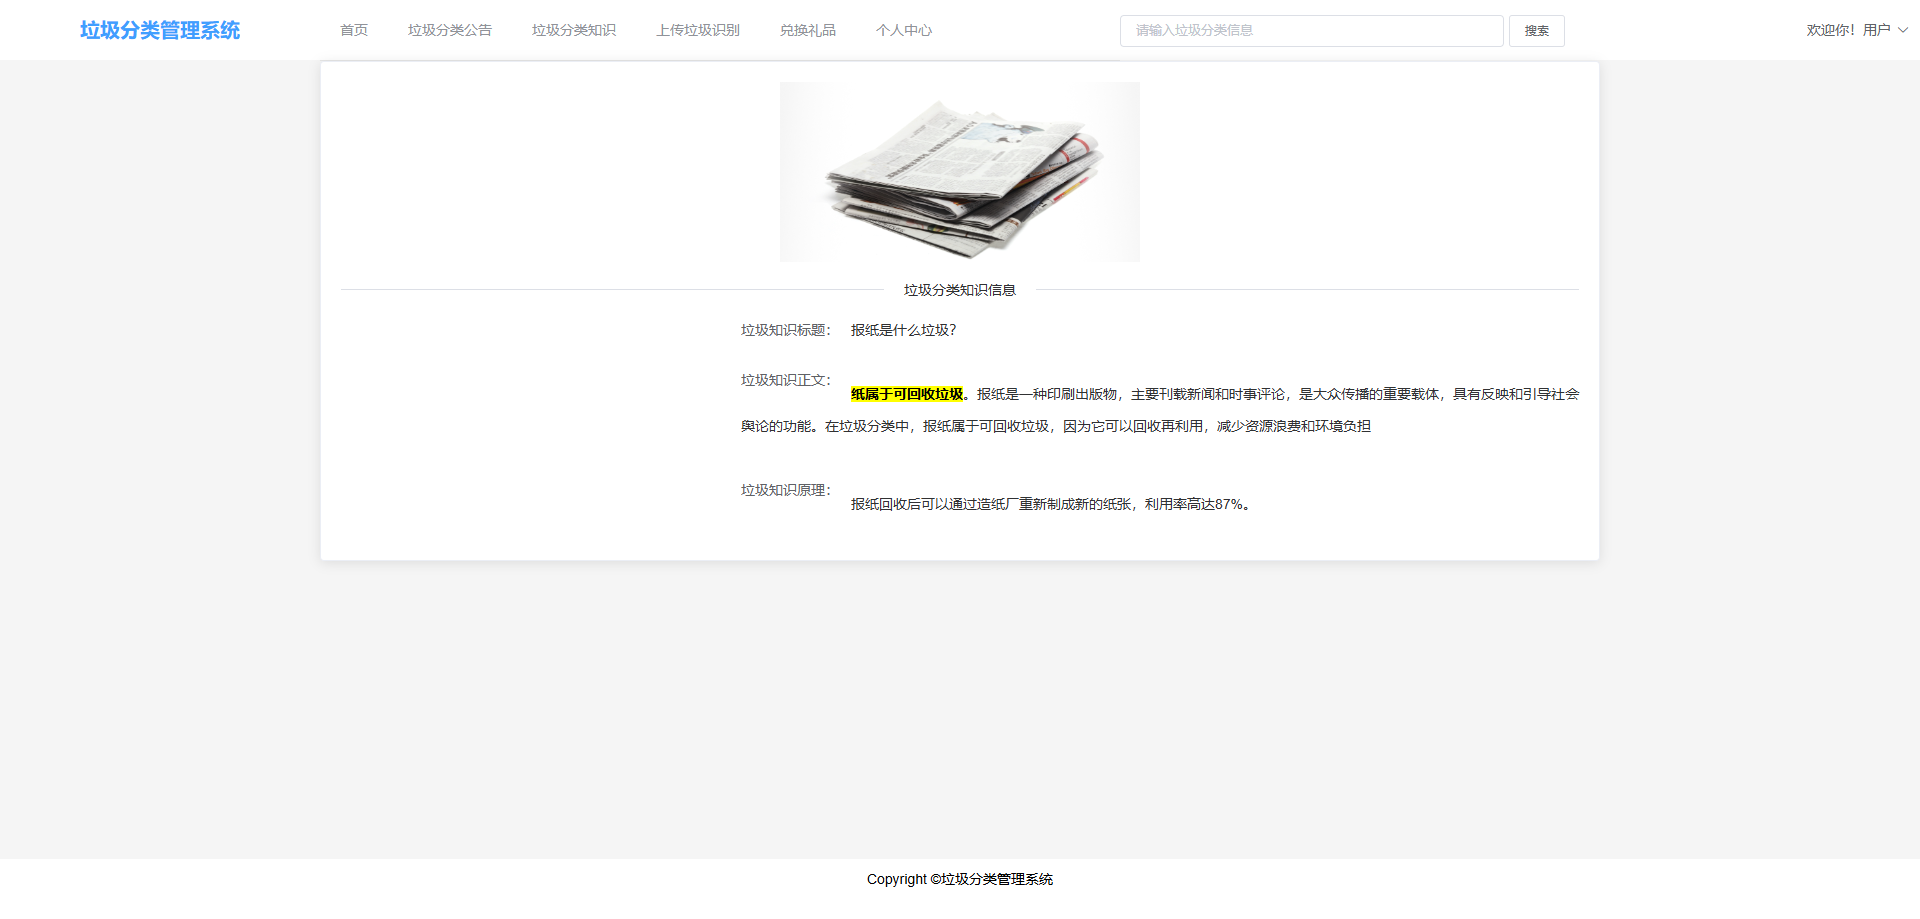 垃圾分类管理系统
首页 垃圾分类公告 垃圾分类知识 上传垃圾识别 兑换礼品 个人中心
请输入垃圾分类信息 搜索
欢迎你！用户
垃圾分类知识信息
垃圾知识标题： 报纸是什么垃圾？
垃圾知识正文：
纸属于可回收垃圾。报纸是一种印刷出版物，主要刊载新闻和时事评论，是大众传播的重要载体，具有反映和引导社会
舆论的功能。在垃圾分类中，报纸属于可回收垃圾，因为它可以回收再利用，减少资源浪费和环境负担
垃圾知识原理：
报纸回收后可以通过造纸厂重新制成新的纸张，利用率高达87%。
Copyright ©垃圾分类管理系统